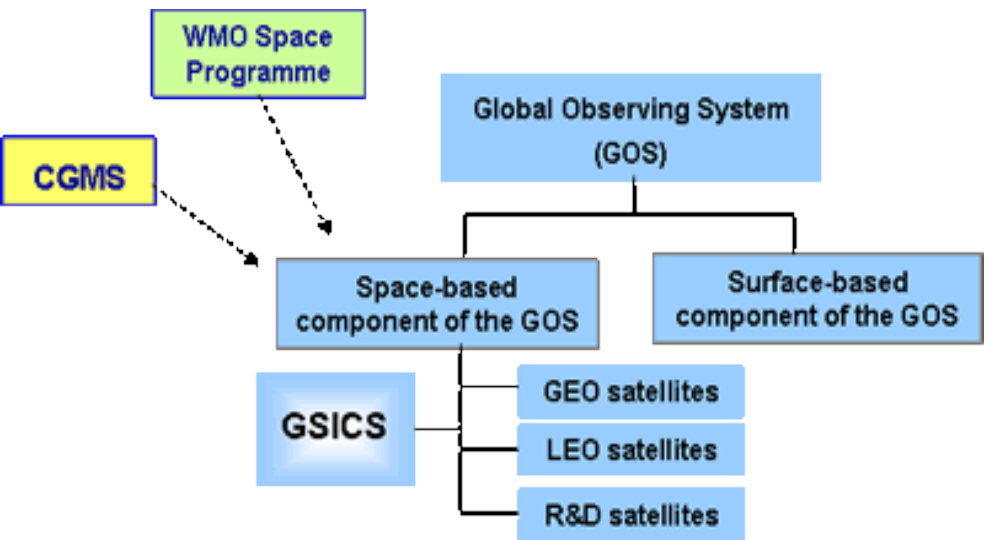 WMO Space
Programme
Global Observing System
(GOS)
CGMS
Space-based
component of the GOS
Surface-based
component of the GOS
GSICS
GEO satellites
LEO satellites
R&D satellites